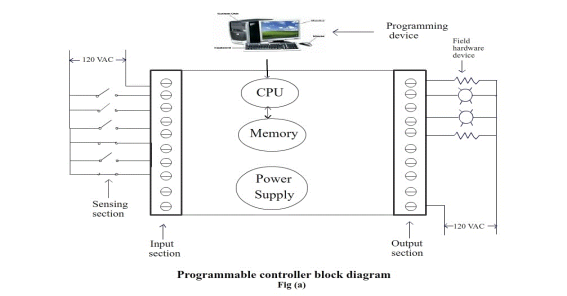 Programming
device
Field
hardware
device
120 VAC
CPU
Memory
Power
Supply
Sensing
section
Input
section
Output
section
120 VAC
Programmable controller block diagram
Fig (a)